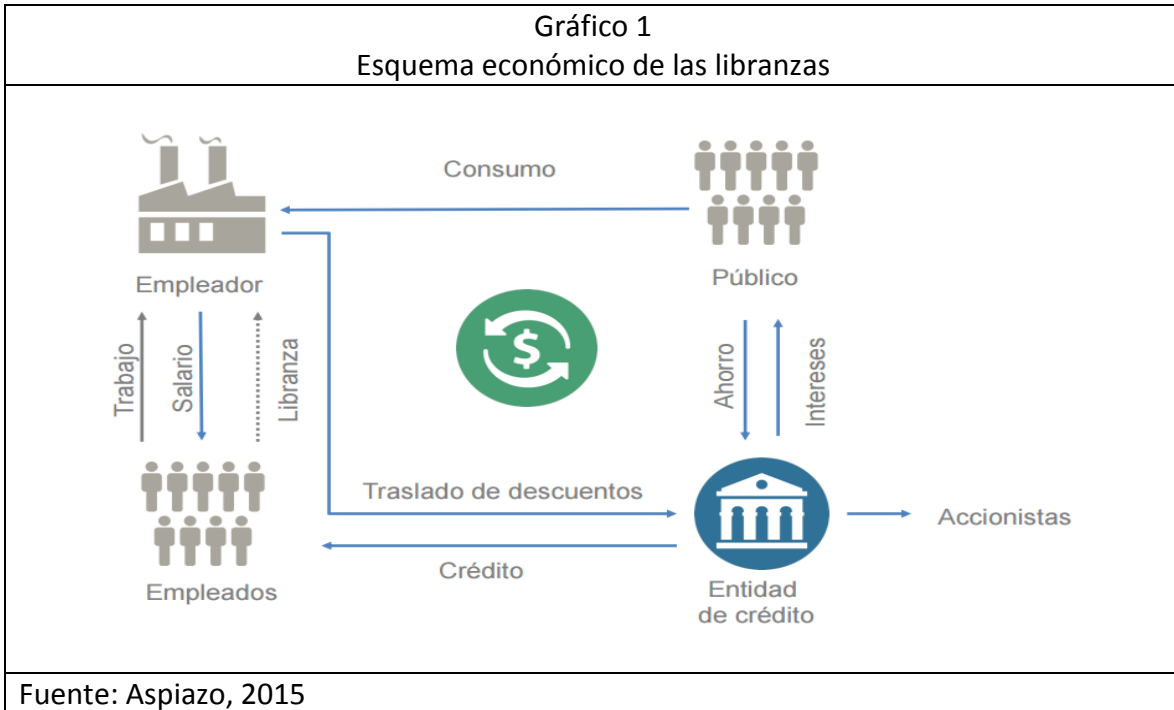 Gráfico 1
Esquema económico de las libranzas
Consumo
Empleador
Público
Trabajo
Salario
Libranza
$
Ahorro
Intereses
Traslado de descuentos
Accionistas
Crédito
Empleados
Entidad
de crédito
Fuente: Aspiazo, 2015